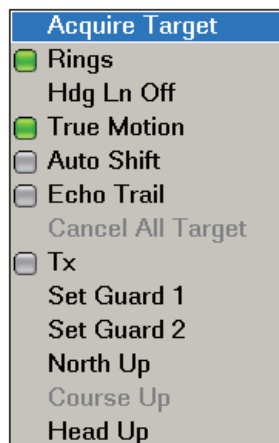 Acquire Target
Rings
Hdg Ln Off
True Motion
Auto Shift
Echo Trail
Cancel All Target
Tx
Set Guard 1
Set Guard 2
North Up
Course Up
Head Up